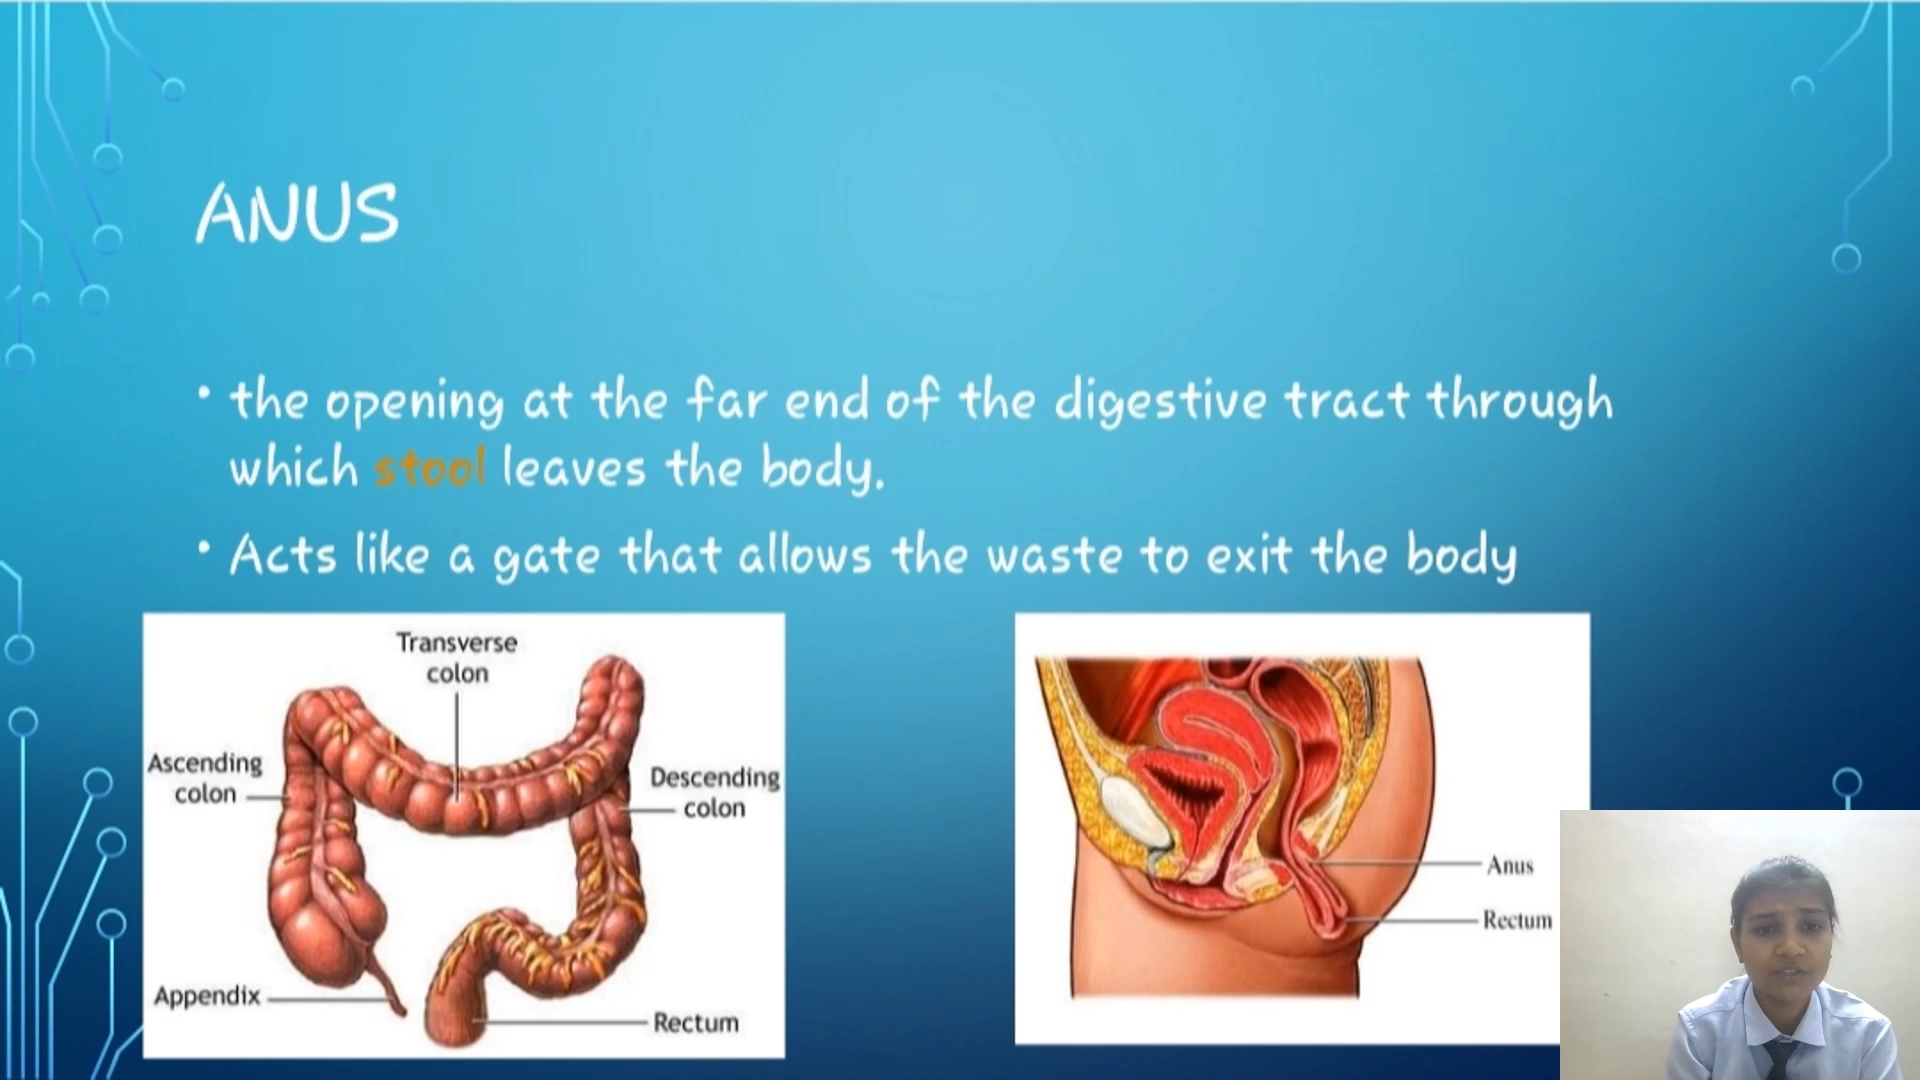 ANUS
• the opening at the far end of the digestive tract through
which stool leaves the body.
• Acts like a gate that allows the waste to exit the body
Transverse
colon
Ascending
colon
Descending
colon
Appendix
Rectum
Anus
Rectum